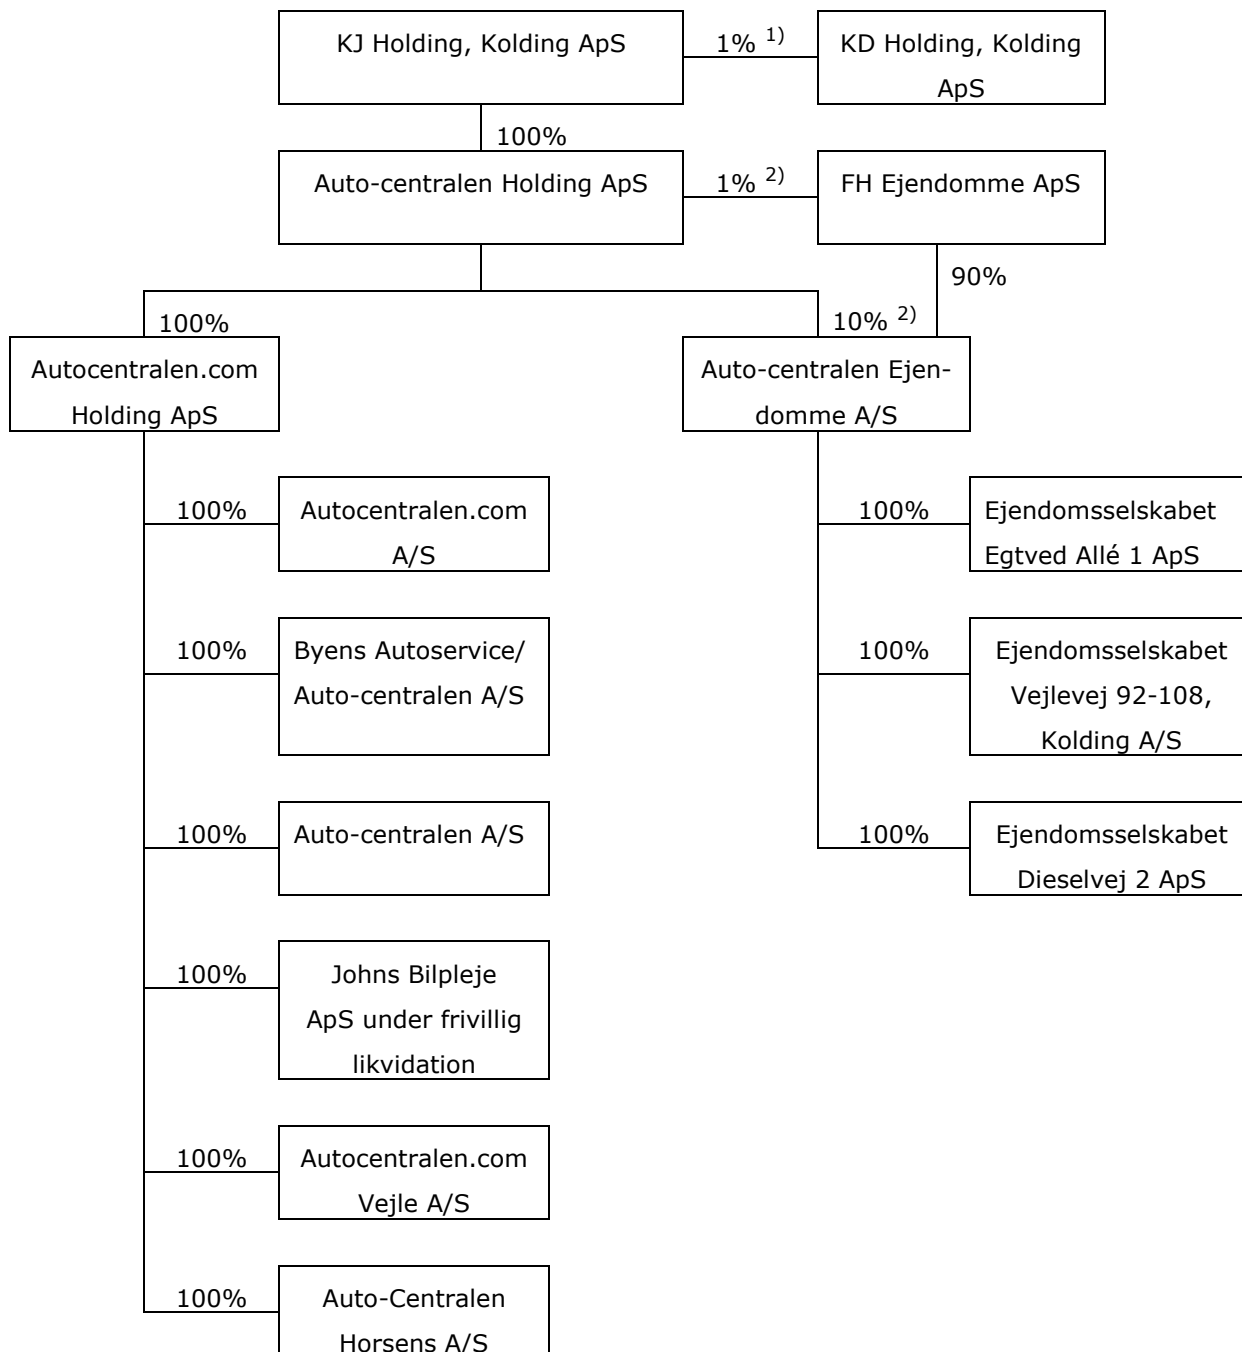 KJ Holding, Kolding ApS
1% 1)
KD Holding, Kolding
ApS
100%
Auto-centralen Holding ApS
1% 2)
FH Ejendomme ApS
90%
100%
10% 2)
Autocentralen.com
Holding ApS
Auto-centralen Ejen-
domme A/S
100%
Autocentralen.com
A/S
100%
Ejendomsselskabet
Egtved Allé 1 ApS
100%
Byens Autoservice/
Auto-centralen A/S
100%
Ejendomsselskabet
Vejlevej 92-108,
Kolding A/S
100%
Auto-centralen A/S
100%
Ejendomsselskabet
Dieselvej 2 ApS
100%
Johns Bilpleje
ApS under frivillig
likvidation
100%
Autocentralen.com
Vejle A/S
100%
Auto-Centralen
Horsens A/S